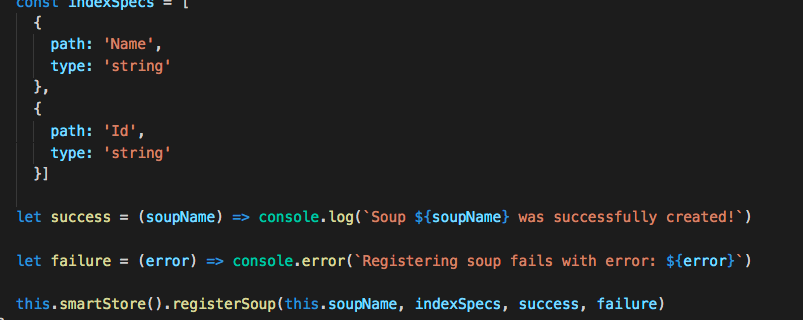 const indexSpecs = [
{
path: 'Name',
type: 'string'
},
{
path: 'Id',
type: 'string'
}]
let success = (soupName) => console.log(`Soup ${soupName} was successfully created!`)
let failure = (error) => console.error(`Registering soup fails with error: ${error}`)
this.smartStore().registerSoup(this.soupName, indexSpecs, success, failure)